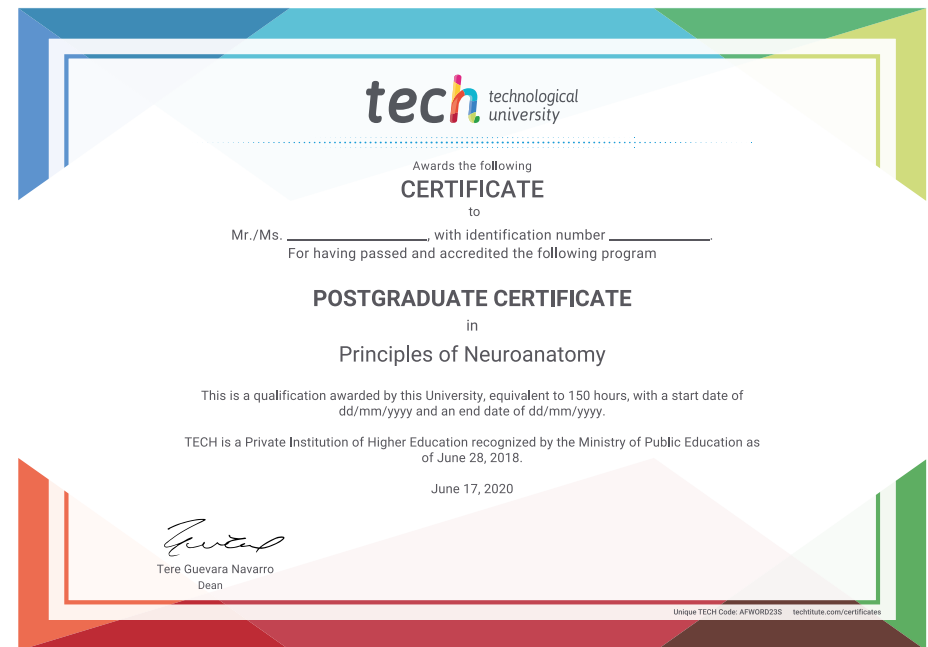 tech technological
university
Awards the following
CERTIFICATE
to
Mr./Ms. ____________________, with identification number ______________.
For having passed and accredited the following program
POSTGRADUATE CERTIFICATE
in
Principles of Neuroanatomy
This is a qualification awarded by this University, equivalent to 150 hours, with a start date of
dd/mm/yyyy and an end date of dd/mm/yyyy.
TECH is a Private Institution of Higher Education recognized by the Ministry of Public Education as
of June 28, 2018.
June 17, 2020
Tere Guevara Navarro
Dean
Unique TECH Code: AFWORD23S techtitute.com/certificates